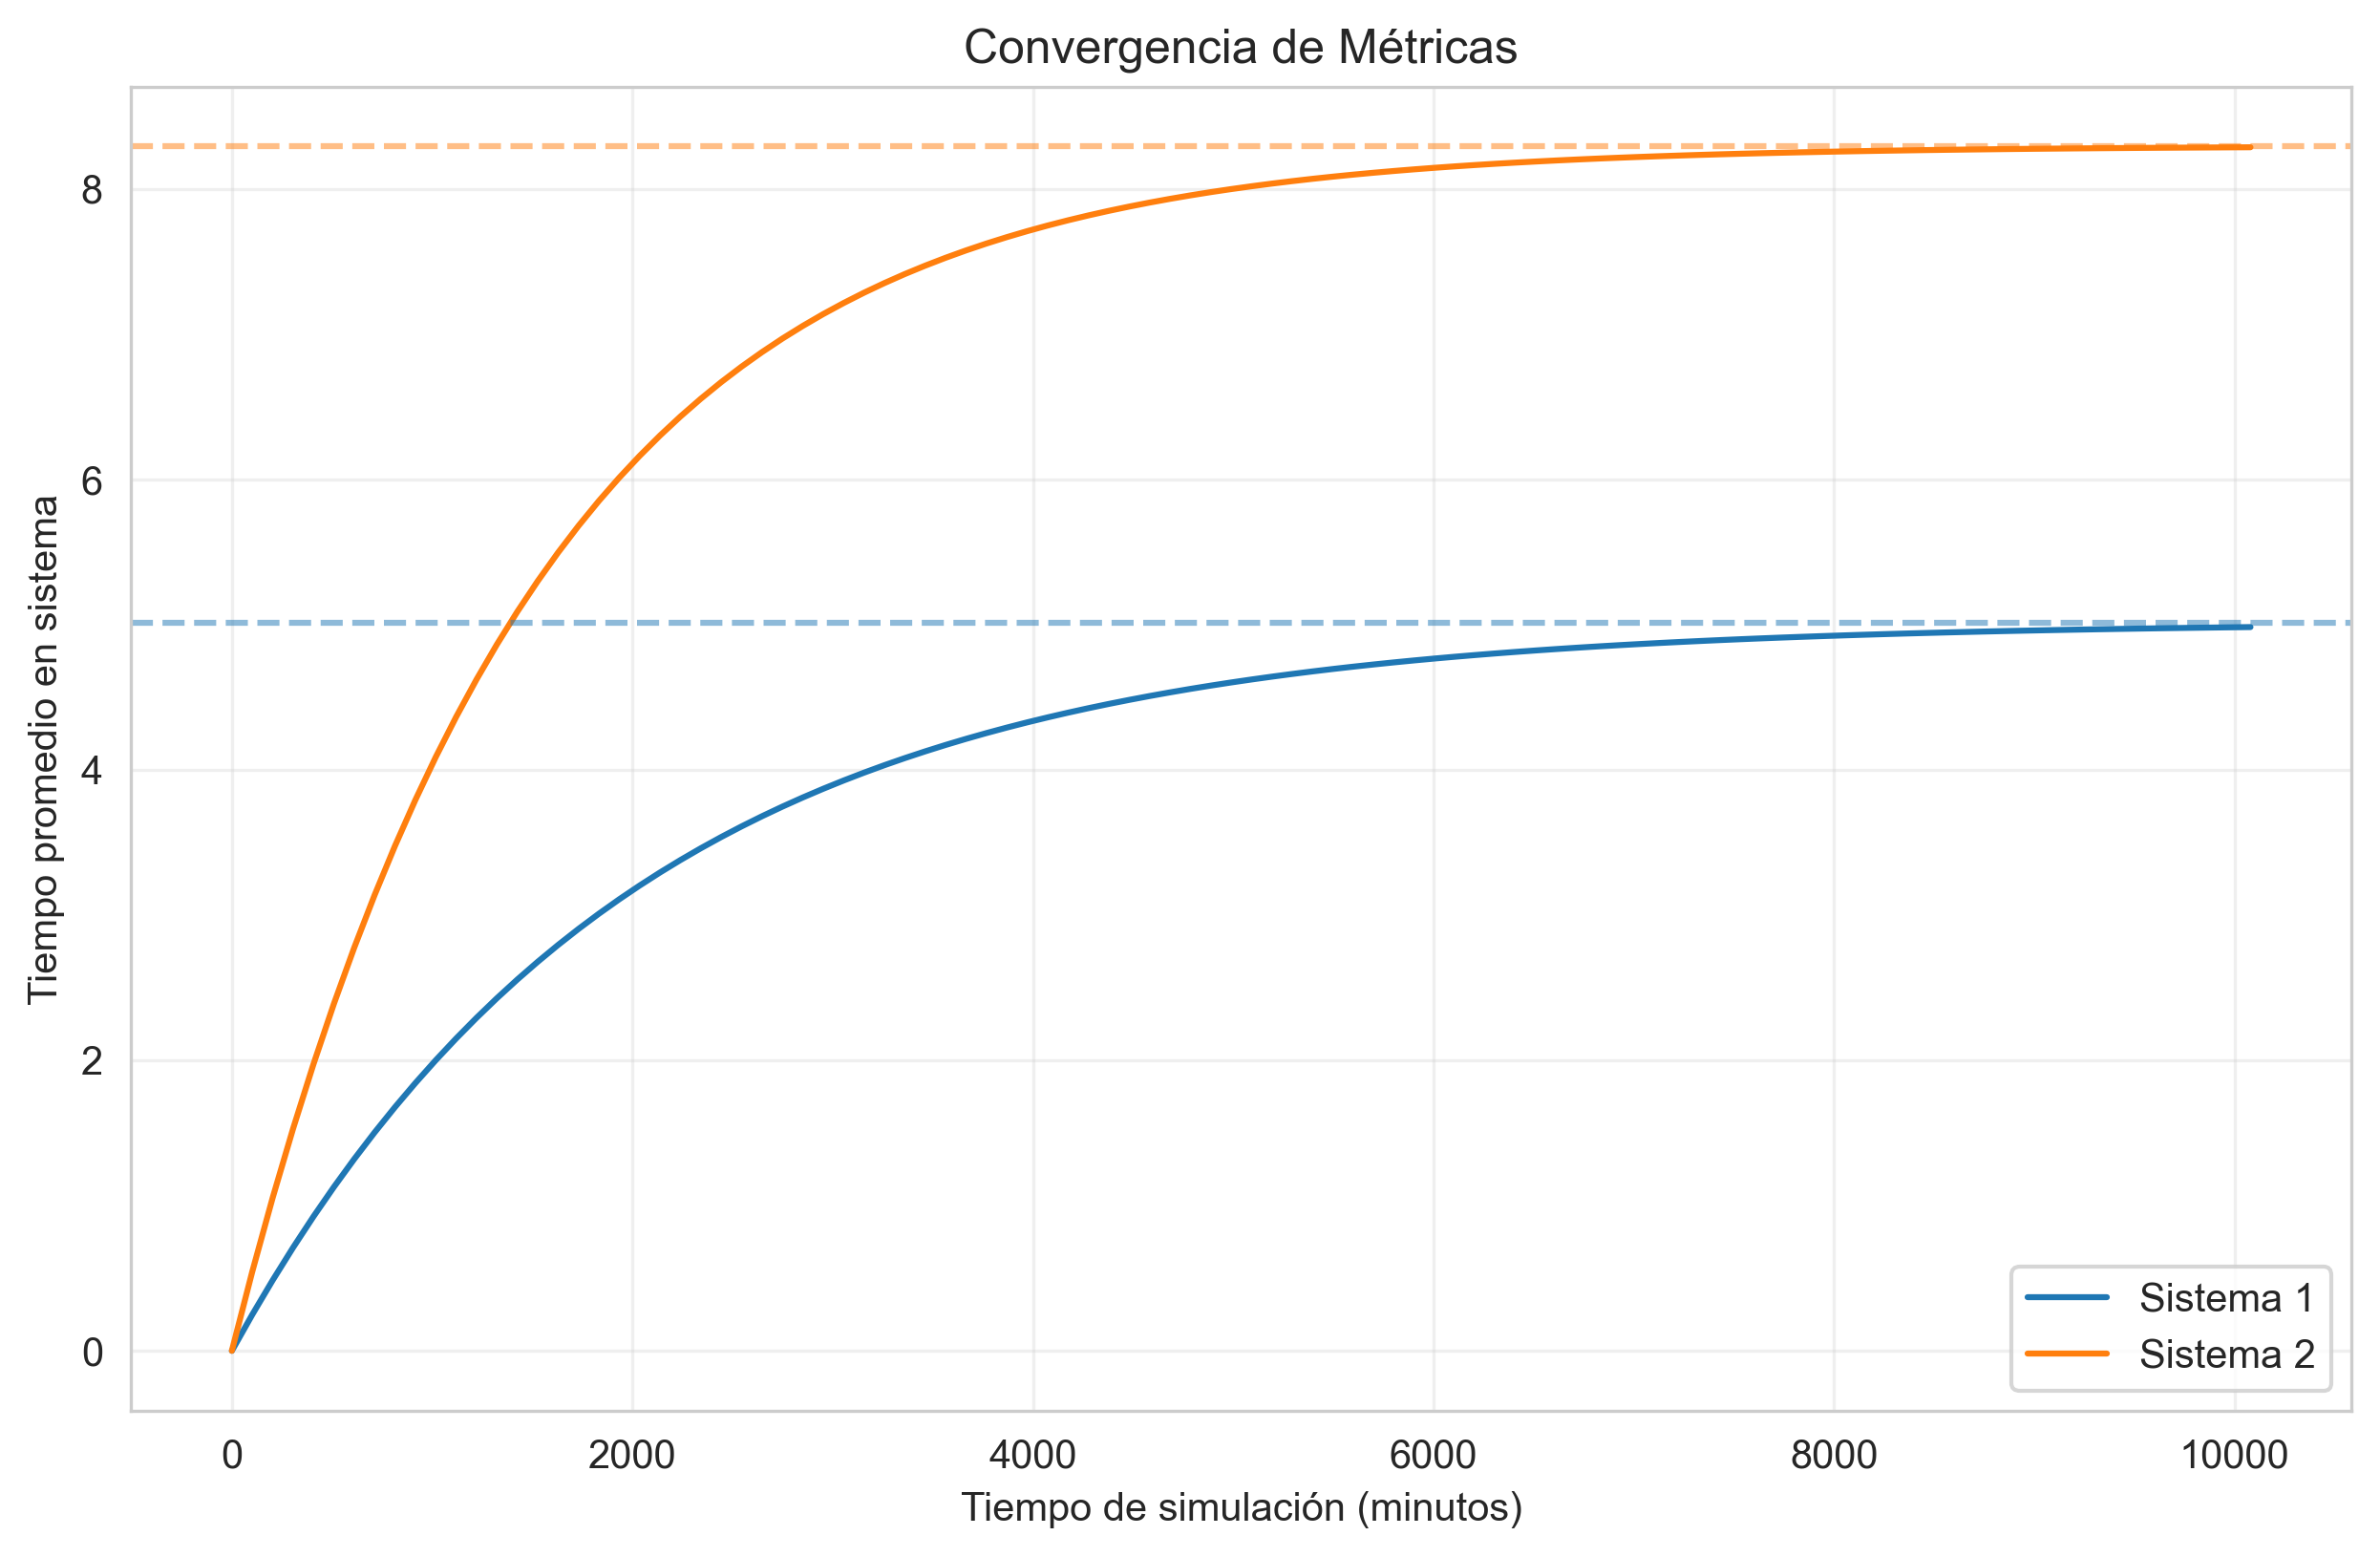 Convergencia de Métricas
Tiempo promedio en sistema
8
6
4
2
0
0 2000 4000 6000 8000 10000
Tiempo de simulación (minutos)
Sistema 1
Sistema 2